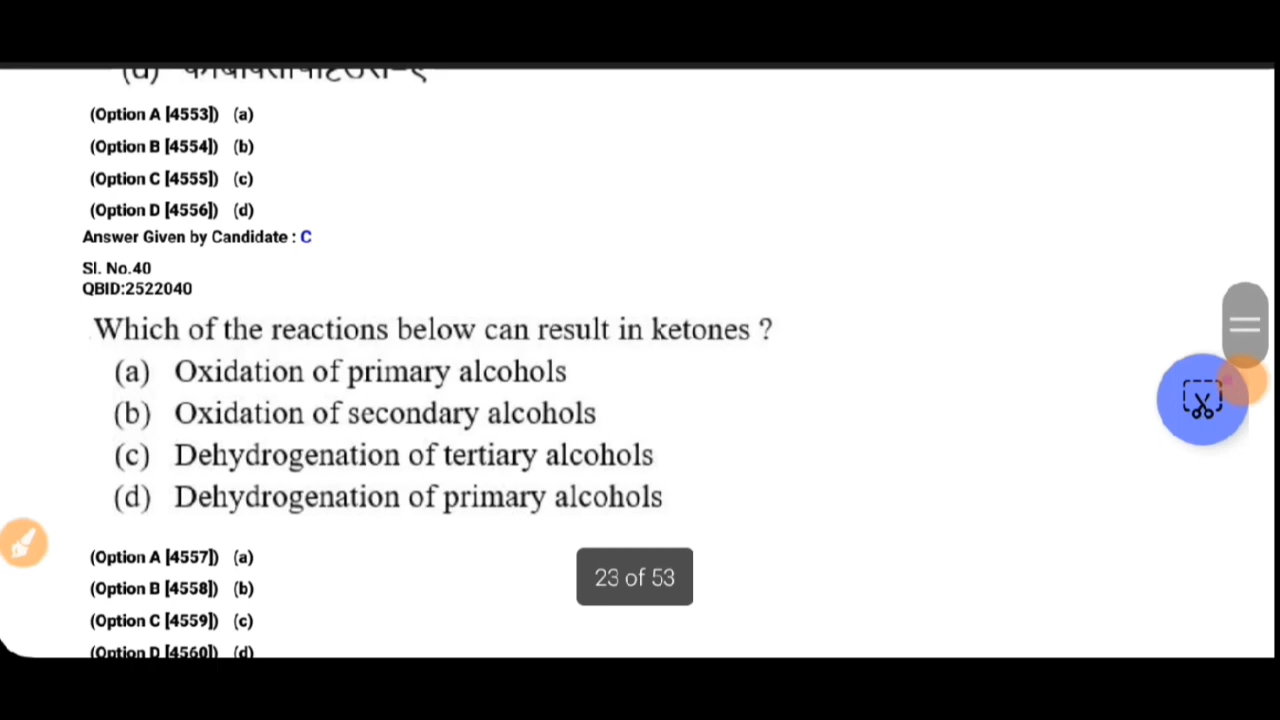 (Option A [4553]) (a)
(Option B [4554]) (b)
(Option C [4555]) (c)
(Option D [4556]) (d)
Answer Given by Candidate : C
Sl. No.40
QBID:2522040
Which of the reactions below can result in ketones ?
(a) Oxidation of primary alcohols
(b) Oxidation of secondary alcohols
(c) Dehydrogenation of tertiary alcohols
(d) Dehydrogenation of primary alcohols
(Option A [4557]) (a)
(Option B [4558]) (b)
23 of 53
(Option C [4559]) (c)
(Option D [4560]) (d)